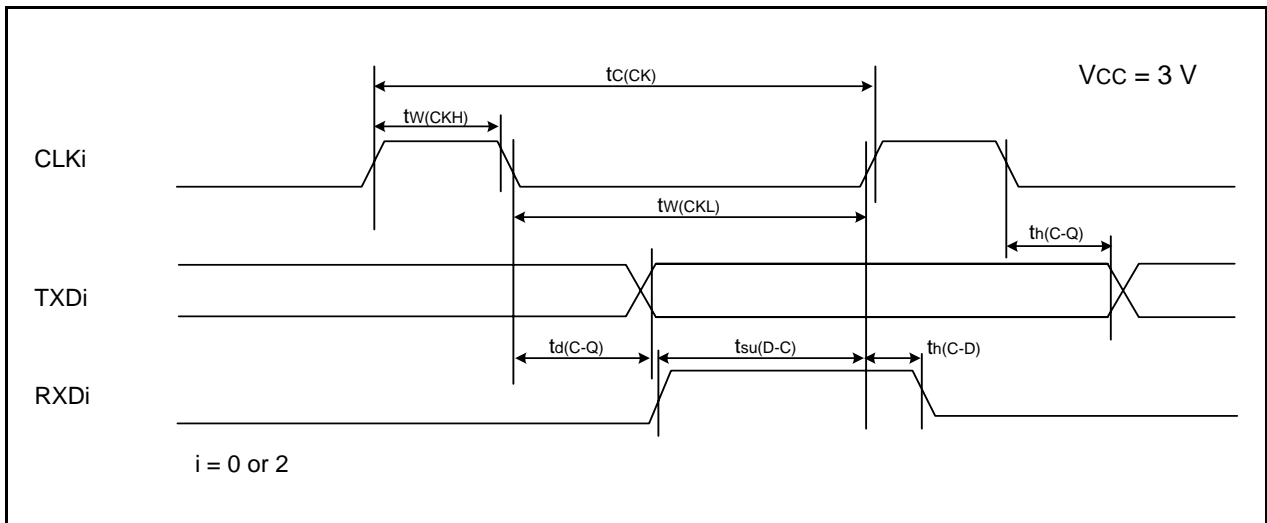 tC(CK)
VCC = 3 V
tW(CKH)
CLKi
tW(CKL)
th(C-Q)
TXDi
td(C-Q)
tsu(D-C)
th(C-D)
RXDi
i = 0 or 2